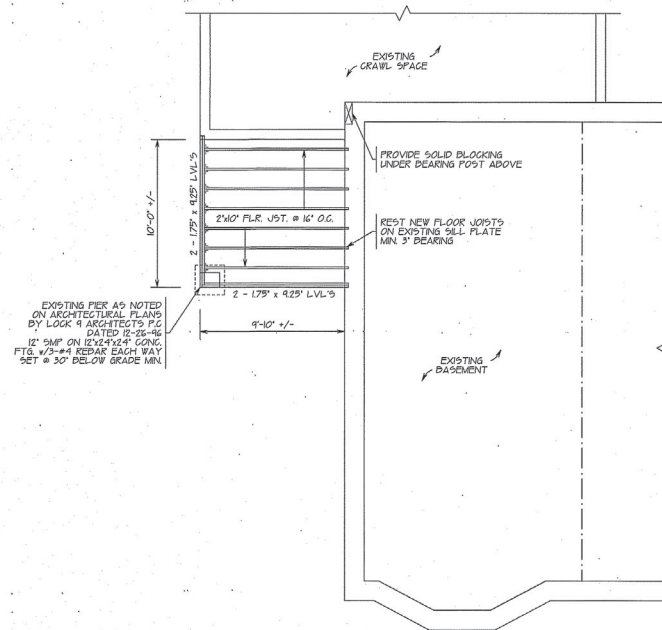 EXISTING
CRAWL SPACE
PROVIDE SOLID BLOCKING
UNDER BEARING POST ABOVE
10'-0" +/-
2 - 1.75" x 9.25" LVL'S
2"x10" FLR. JST. @ 16" O.C.
REST NEW FLOOR JOISTS
ON EXISTING SILL PLATE
MIN. 3" BEARING
2 - 1.75" x 9.25" LVL'S
EXISTING PIER AS NOTED
ON ARCHITECTURAL PLANS
BY LOCK 9 ARCHITECTS P.C
DATED 12-26-96
12" SMP ON 12"x24"x24" CONC.
FTG. w/3-#4 REBAR EACH WAY
SET @ 30" BELOW GRADE MIN.
9'-10" +/-
EXISTING
BASEMENT